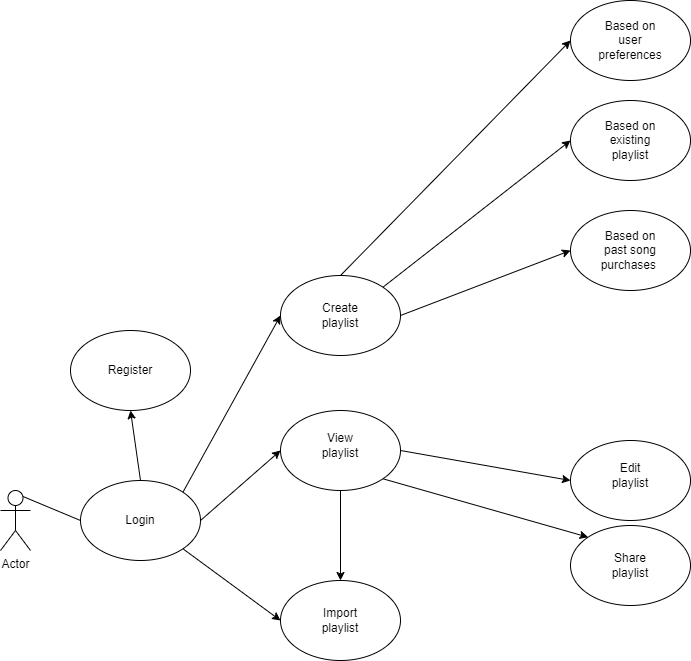 Based on
user
preferences
Based on
existing
playlist
Based on
past song
purchases
Create
playlist
Register
View
playlist
Edit
playlist
Login
Actor
Share
playlist
Import
playlist